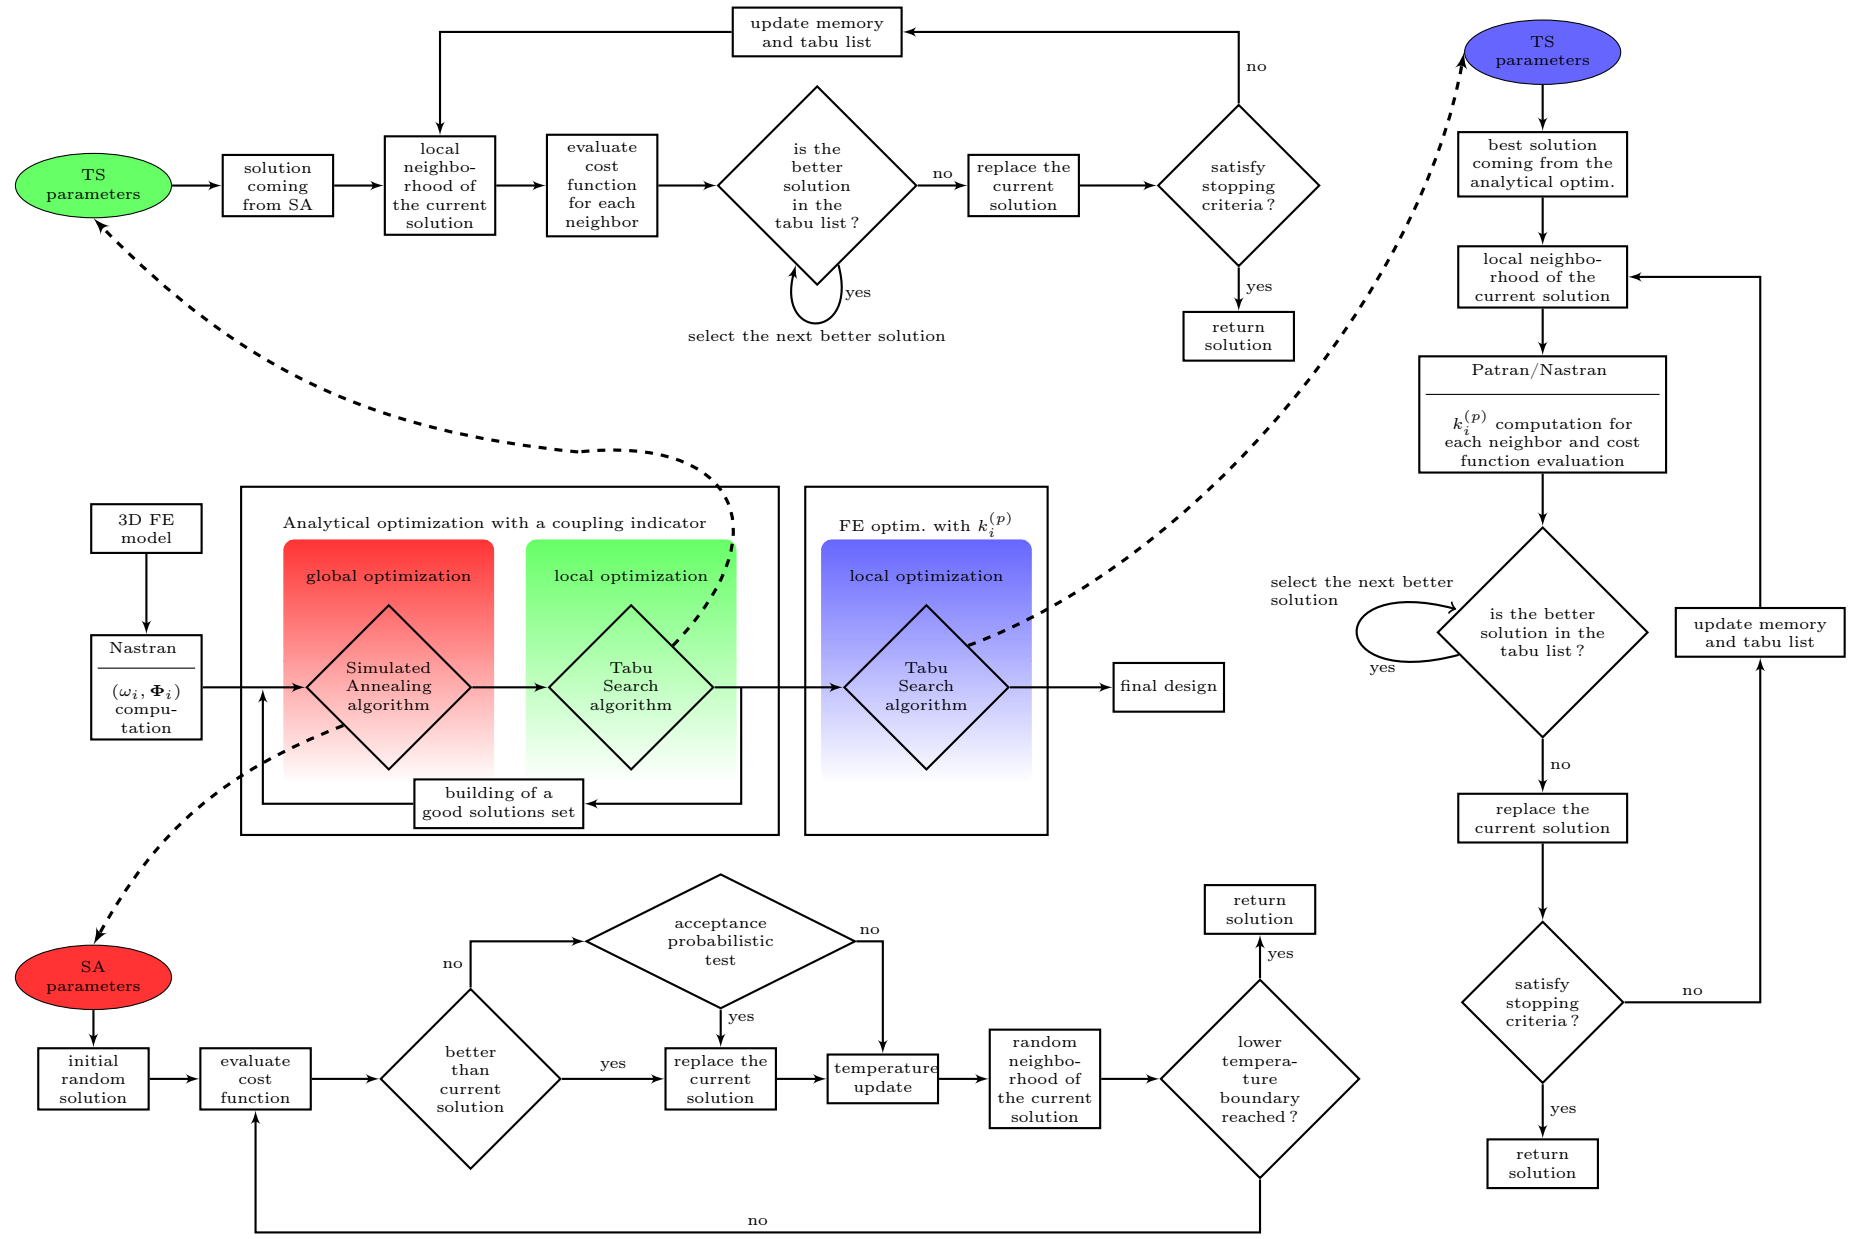 update memory
and tabu list
no
TS
parameters
solution
coming
from SA
local
neighbo-
rhood of
the current
solution
evaluate
cost
function
for each
neighbor
is the
better
solution
in the
tabu list ?
no
replace the
current
solution
satisfy
stopping
criteria ?
yes
select the next better solution
yes
return
solution
TS
parameters
best solution
coming from the
analytical optim.
local neighbo-
rhood of the
current solution
Patran/Nastran
$k_i^{(p)}$ computation for
each neighbor and cost
function evaluation
select the next better
solution
yes
is the better
solution in the
tabu list ?
update memory
and tabu list
no
replace the
current solution
satisfy
stopping
criteria ?
no
yes
return
solution
3D FE
model
Nastran
$(\omega_i, \mathbf{\Phi}_i)$
compu-
tation
Analytical optimization with a coupling indicator
global optimization
Simulated
Annealing
algorithm
local optimization
Tabu
Search
algorithm
building of a
good solutions set
FE optim. with $k_i^{(p)}$
local optimization
Tabu
Search
algorithm
final design
SA
parameters
initial
random
solution
evaluate
cost
function
better
than
current
solution
no
acceptance
probabilistic
test
no
yes
yes
replace the
current
solution
temperature
update
random
neighbo-
rhood of
the current
solution
lower
tempera-
ture
boundary
reached ?
yes
return
solution
no